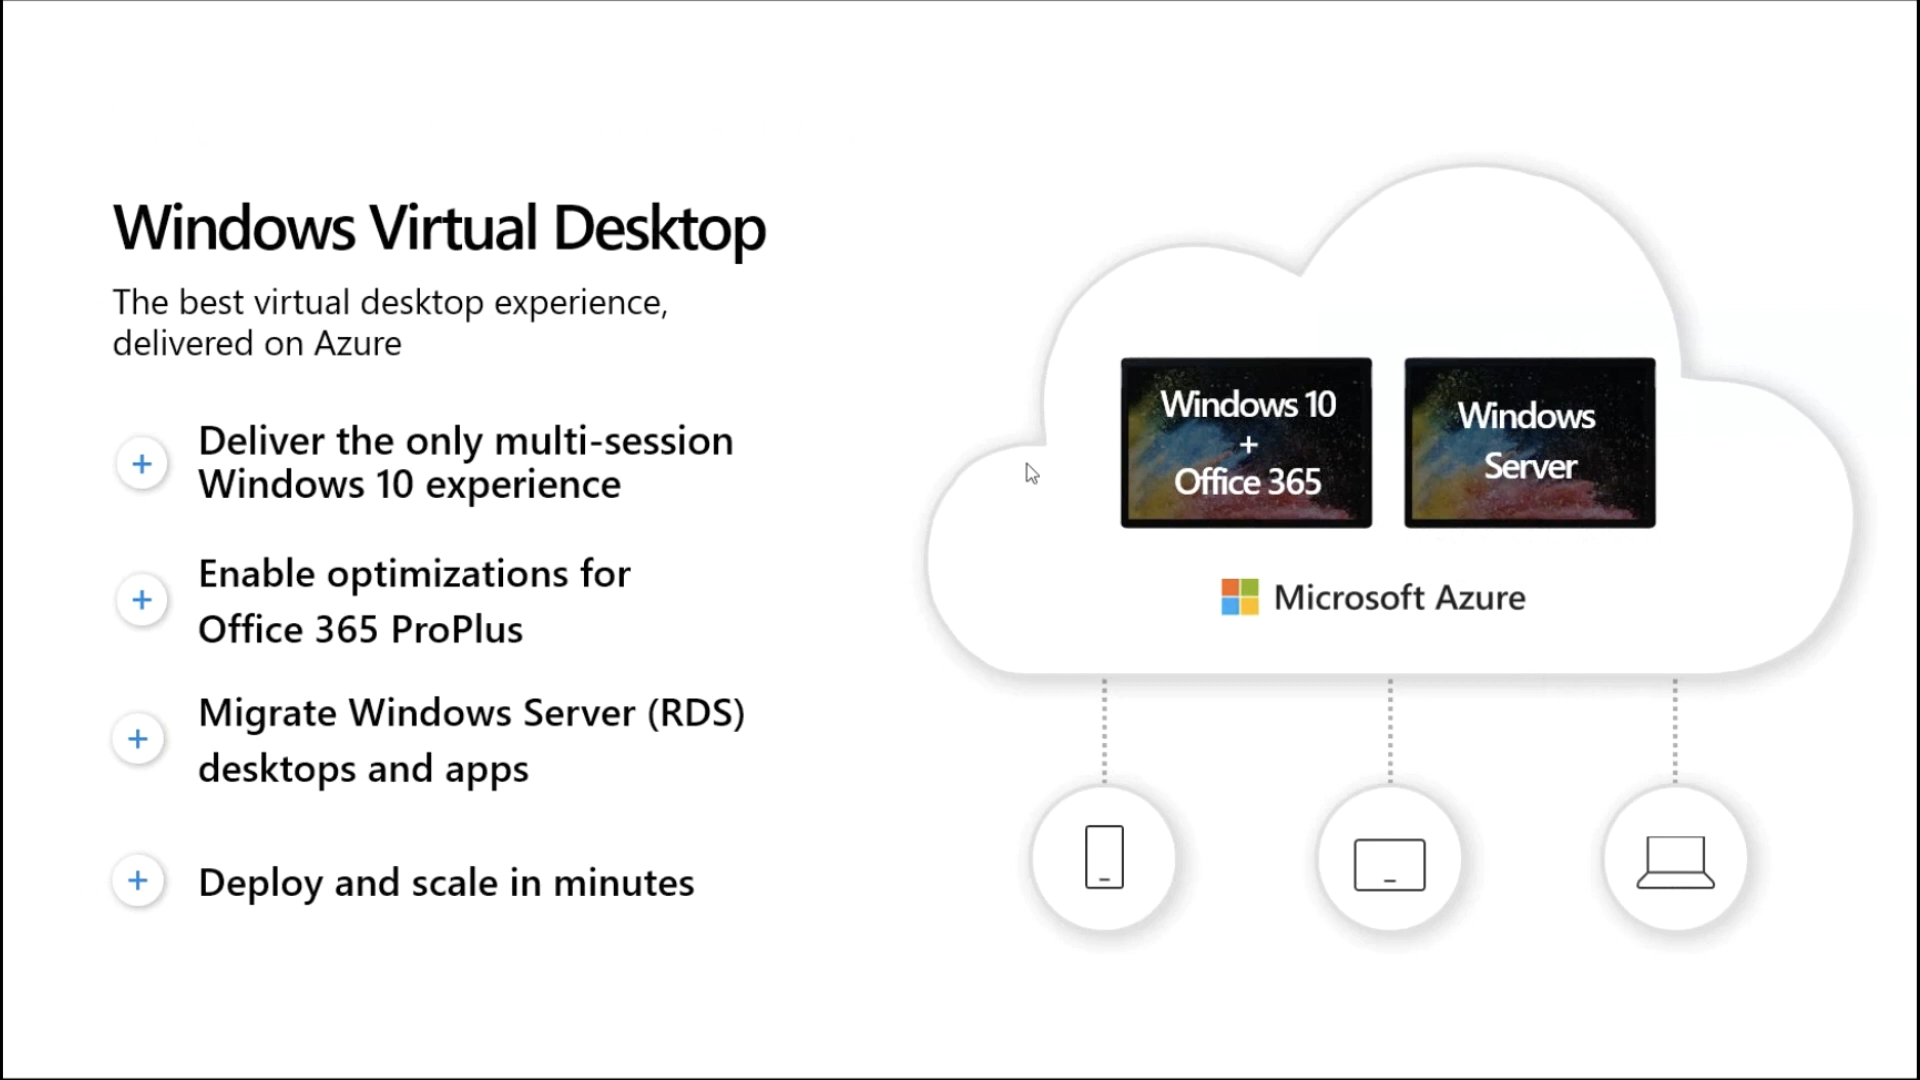 Windows Virtual Desktop
The best virtual desktop experience,
delivered on Azure
Deliver the only multi-session
Windows 10 experience
Enable optimizations for
Office 365 ProPlus
Migrate Windows Server (RDS)
desktops and apps
Deploy and scale in minutes
Windows 10
+
Office 365
Windows
Server
Microsoft Azure